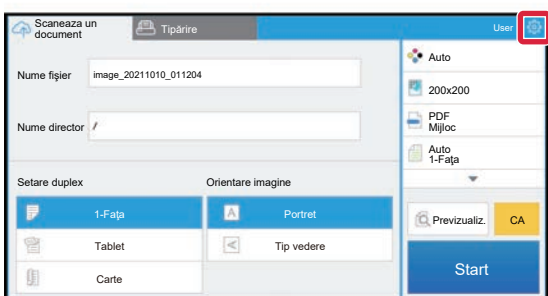 Scaneaza un
document
Tipărire
User
Nume fişier
image_20211010_011204
Nume director
/
Setare duplex
1-Faţa
Tablet
Carte
Orientare imagine
A
Portret
Tip vedere
Auto
200x200
PDF
Mijloc
Auto
1-Faţa
Previzualiz.
CA
Start